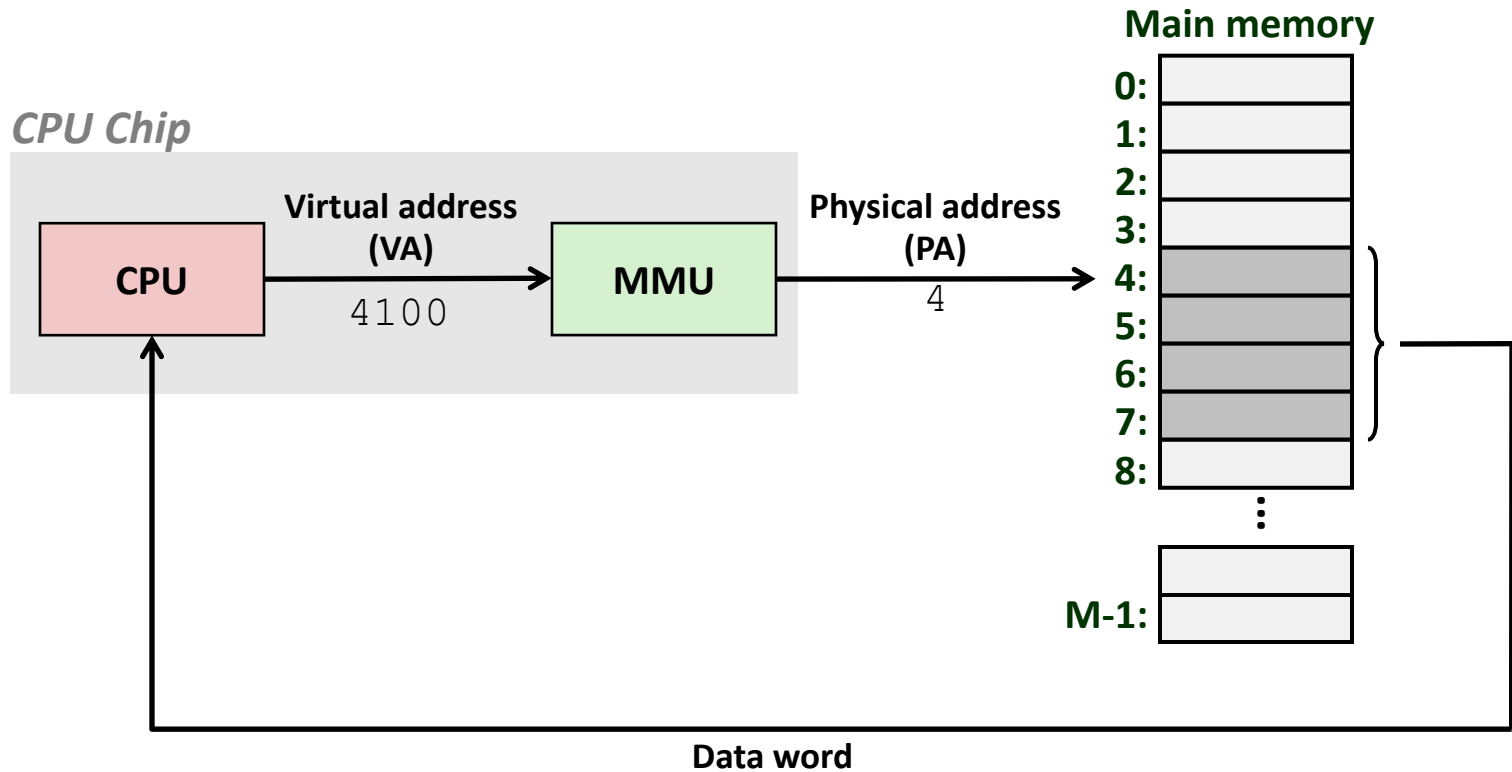 Main memory
0:
CPU Chip
1:
2:
Virtual address
(VA)
Physical address
(PA)
3:
CPU
4100
MMU
4
4:
5:
6:
7:
8:
...
M-1:
Data word